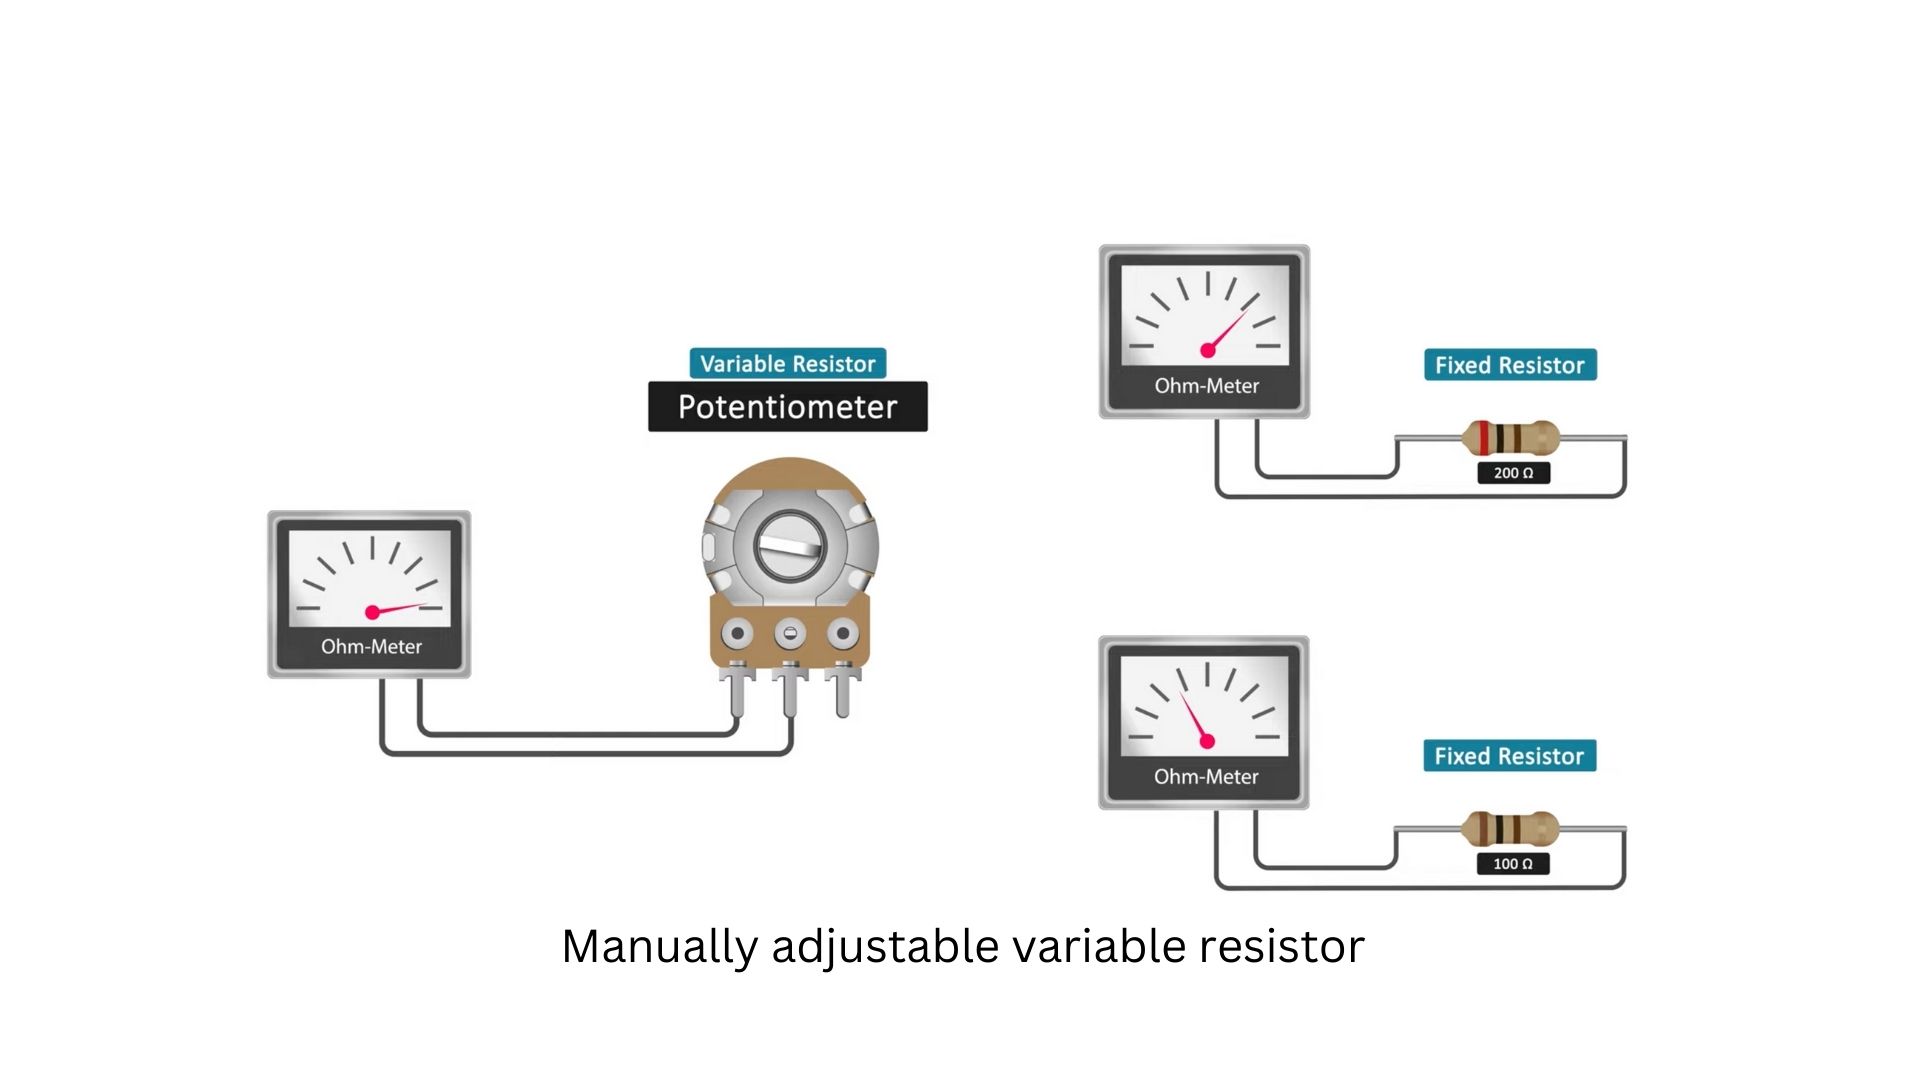 Variable Resistor
Potentiometer
Ohm-Meter
Ohm-Meter
Fixed Resistor
200 Ω
Ohm-Meter
Fixed Resistor
100 Ω
Manually adjustable variable resistor